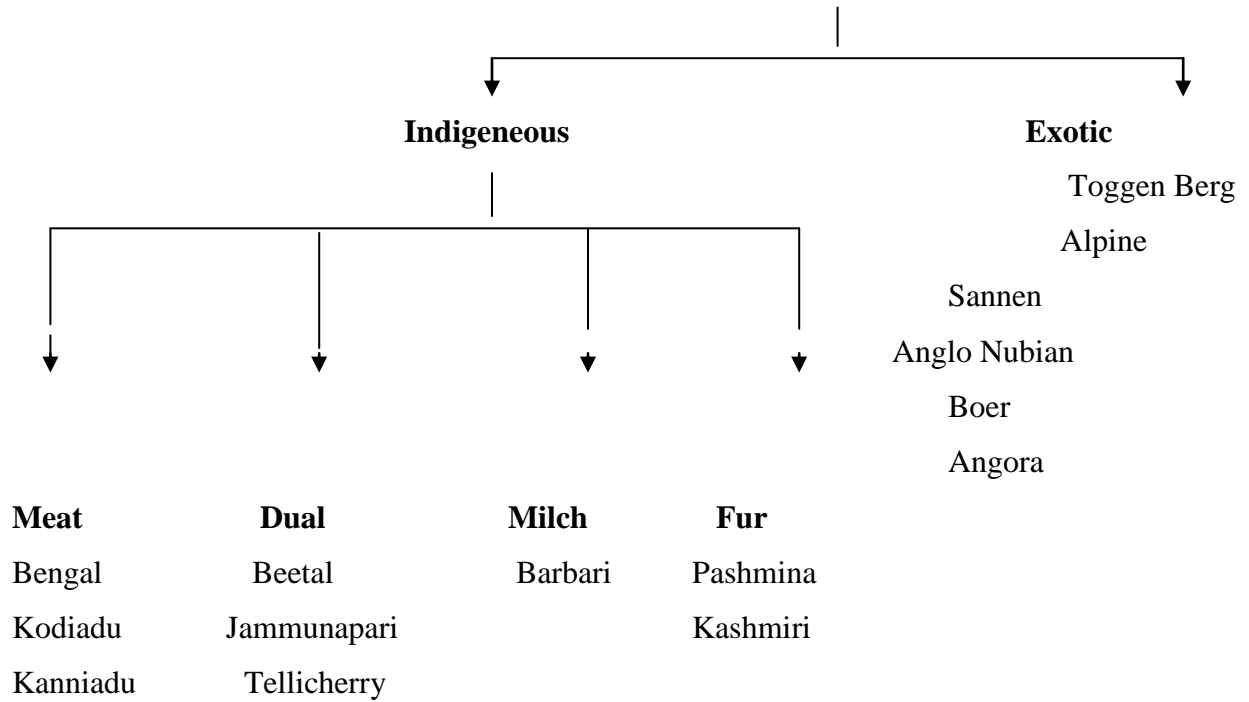 Indigeneous Exotic
Toggen Berg
Alpine
Sannen
Anglo Nubian
Boer
Angora
Meat Dual Milch Fur
Bengal Beetal Barbari Pashmina
Kodiadu Jammunapari Kashmiri
Kanniadu Tellicherry